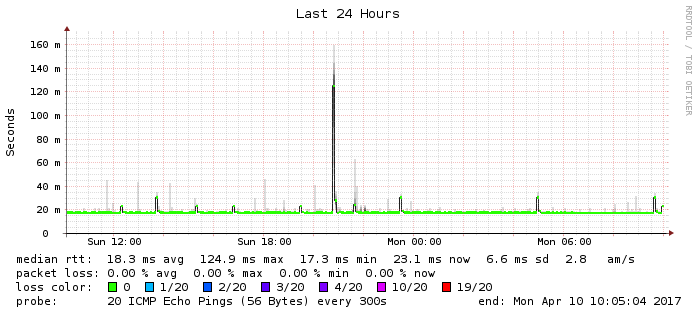 Last 24 Hours
RRDTOOL / TOBI OETIKER
Seconds
160 m
140 m
120 m
100 m
80 m
60 m
40 m
20 m
0
Sun 12:00 Sun 18:00 Mon 00:00 Mon 06:00
median rtt: 18.3 ms avg 124.9 ms max 17.3 ms min 23.1 ms now 6.6 ms sd 2.8 am/s
packet loss: 0.00 % avg 0.00 % max 0.00 % min 0.00 % now
loss color: 0 1/20 2/20 3/20 4/20 10/20 19/20
probe: 20 ICMP Echo Pings (56 Bytes) every 300s end: Mon Apr 10 10:05:04 2017